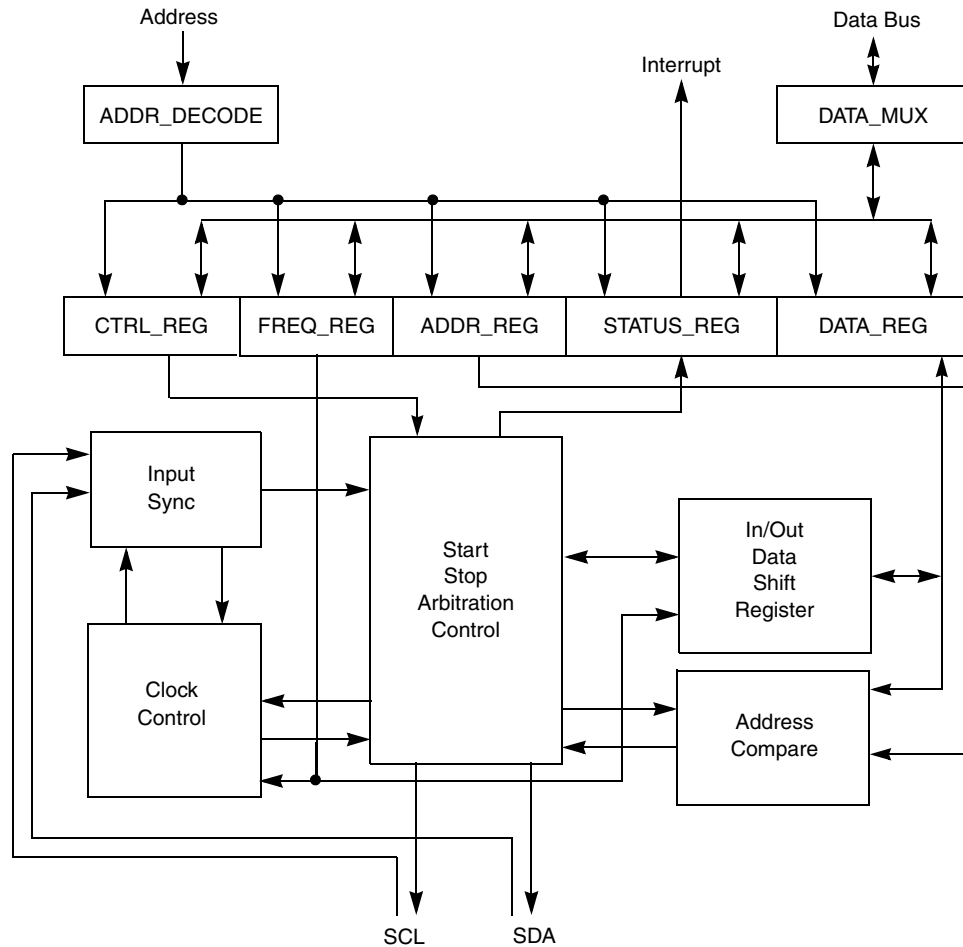 Address
Data Bus
Interrupt
ADDR_DECODE
DATA_MUX
CTRL_REG
FREQ_REG
ADDR_REG
STATUS_REG
DATA_REG
Input
Sync
Start
Stop
Arbitration
Control
In/Out
Data
Shift
Register
Clock
Control
Address
Compare
SCL
SDA